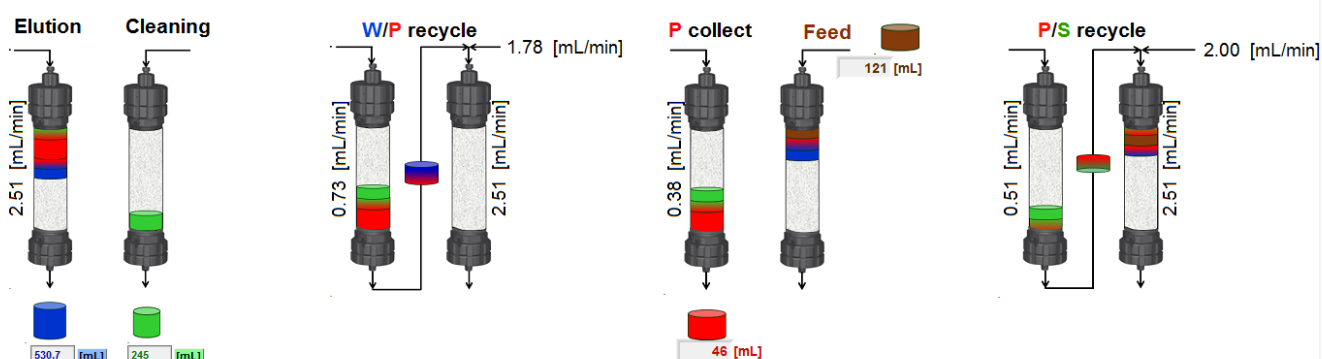 Elution
Cleaning
2.51 [mL/min]
530.7 [mL]
245 [mL]
W/P recycle
1.78 [mL/min]
0.73 [mL/min]
2.51 [mL/min]
P collect
Feed
121 [mL]
0.38 [mL/min]
46 [mL]
P/S recycle
2.00 [mL/min]
0.51 [mL/min]
2.51 [mL/min]